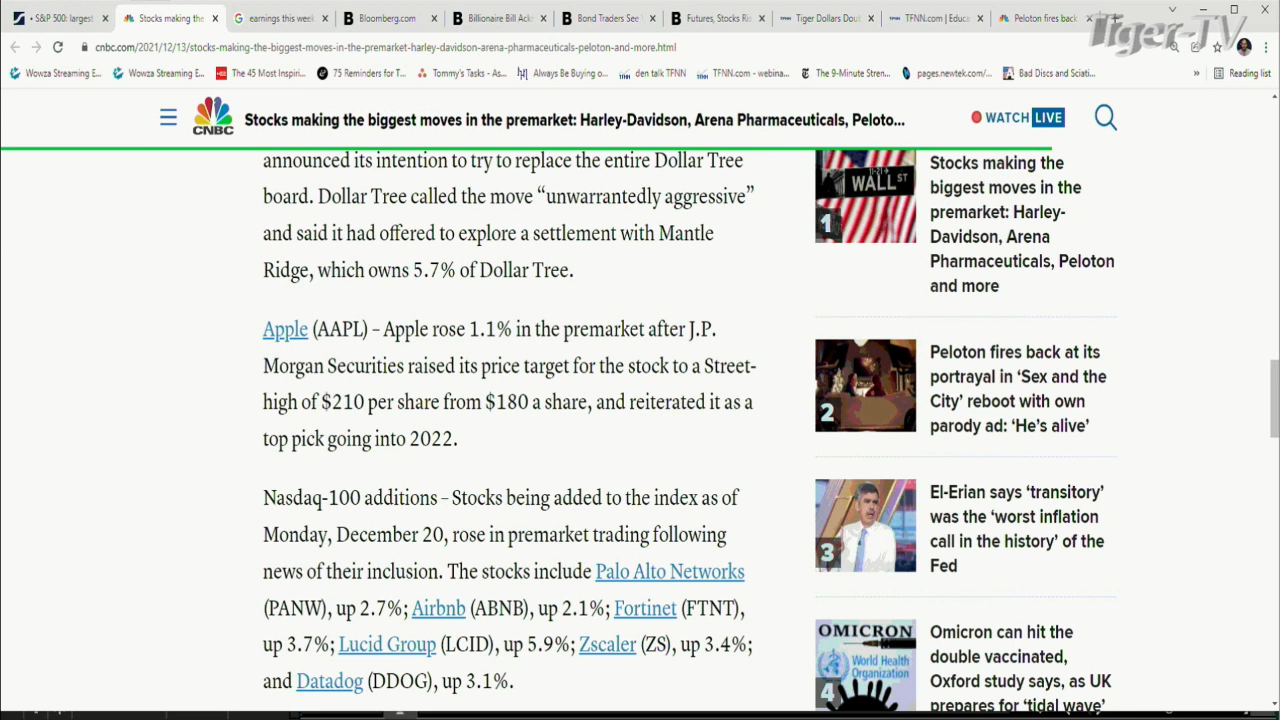 S&P 500: largest
Stocks making the
earnings this week
Bloomberg.com
Billionaire Bill Ack
Bond Traders See
Futures, Stocks Ri
Tiger Dollars Dou
TFNN.com | Educa
Peloton fires back
Tiger-TV
cnbc.com/2021/12/13/stocks-making-the-biggest-moves-in-the-premarket-harley-davidson-arena-pharmaceuticals-peloton-and-more.html
Wowza Streaming E...
Wowza Streaming E...
The 45 Most Inspiri...
75 Reminders for T...
Tommy's Tasks - As...
Always Be Buying o...
den talk TFNN
TFNN.com - webina...
The 9-Minute Stren...
pages.newtek.com/...
Bad Discs and Sciati...
»
Reading list
CNBC
Stocks making the biggest moves in the premarket: Harley-Davidson, Arena Pharmaceuticals, Peloto...
WATCH LIVE
announced its intention to try to replace the entire Dollar Tree
board. Dollar Tree called the move “unwarrantedly aggressive”
and said it had offered to explore a settlement with Mantle
Ridge, which owns 5.7% of Dollar Tree.
Apple (AAPL) – Apple rose 1.1% in the premarket after J.P.
Morgan Securities raised its price target for the stock to a Street-
high of $210 per share from $180 a share, and reiterated it as a
top pick going into 2022.
Nasdaq-100 additions – Stocks being added to the index as of
Monday, December 20, rose in premarket trading following
news of their inclusion. The stocks include Palo Alto Networks
(PANW), up 2.7%; Airbnb (ABNB), up 2.1%; Fortinet (FTNT),
up 3.7%; Lucid Group (LCID), up 5.9%; Zscaler (ZS), up 3.4%;
and Datadog (DDOG), up 3.1%.
WALL ST
1
Stocks making the
biggest moves in the
premarket: Harley-
Davidson, Arena
Pharmaceuticals, Peloton
and more
2
Peloton fires back at its
portrayal in ‘Sex and the
City’ reboot with own
parody ad: ‘He’s alive’
3
El-Erian says ‘transitory’
was the ‘worst inflation
call in the history’ of the
Fed
OMICRON
World Health
Organization
4
Omicron can hit the
double vaccinated,
Oxford study says, as UK
prepares for ‘tidal wave’